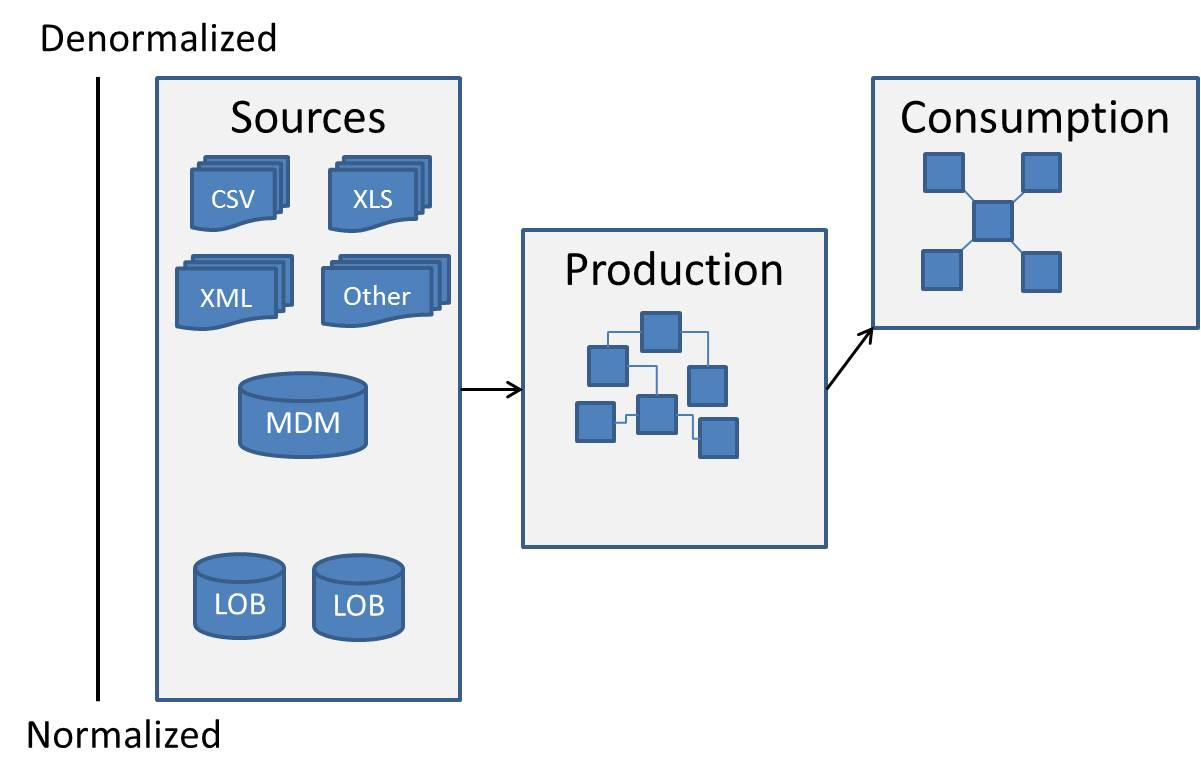 Denormalized
Sources
CSV
XLS
XML
Other
MDM
LOB
LOB
Normalized
Production
Consumption